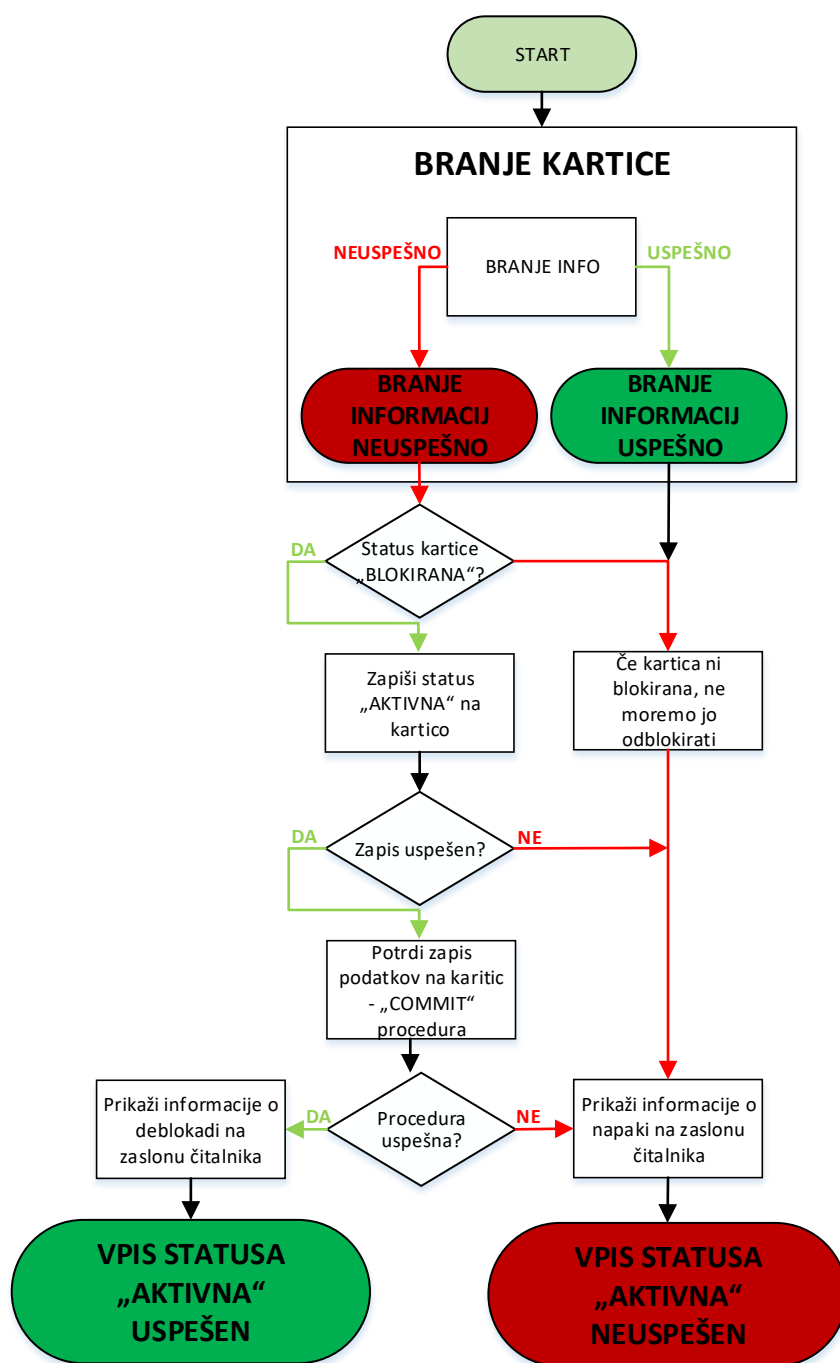 START
BRANJE KARTICE
NEUSPEŠNO
USPEŠNO
BRANJE INFO
BRANJE
INFORMACIJ
NEUSPEŠNO
BRANJE
INFORMACIJ
USPEŠNO
DA
Status kartice
„BLOKIRANA“?
Zapiši status
„AKTIVNA“ na
kartico
Če kartica ni
blokirana, ne
moremo jo
odblokirati
DA
Zapis uspešen?
NE
Potrdi zapis
podatkov na karitic
- „COMMIT“
procedura
Prikaži informacije o
deblokadi na
zaslonu čitalnika
DA
Procedura
uspešna?
NE
Prikaži informacije o
napaki na zaslonu
čitalnika
VPIS STATUSA
„AKTIVNA“
USPEŠEN
VPIS STATUSA
„AKTIVNA“
NEUSPEŠEN